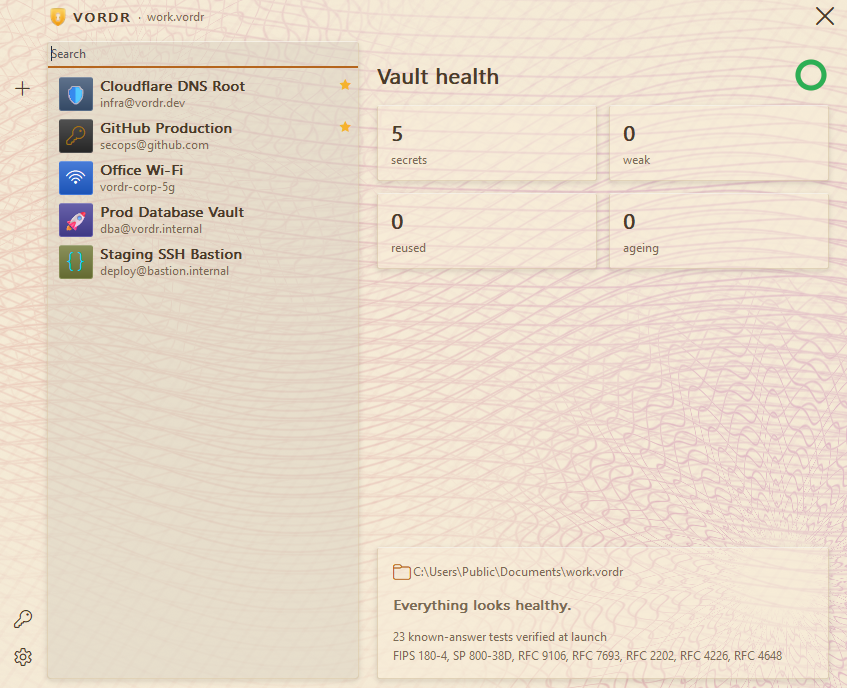 VORDR · work.vordr
Search
Cloudflare DNS Root
infra@vordr.dev
GitHub Production
secops@github.com
Office Wi-Fi
vordr-corp-5g
Prod Database Vault
dba@vordr.internal
{} Staging SSH Bastion
deploy@bastion.internal
Vault health
5
secrets
0
weak
0
reused
0
ageing
C:\Users\Public\Documents\work.vordr
Everything looks healthy.
23 known-answer tests verified at launch
FIPS 180-4, SP 800-38D, RFC 9106, RFC 7693, RFC 2202, RFC 4226, RFC 4648